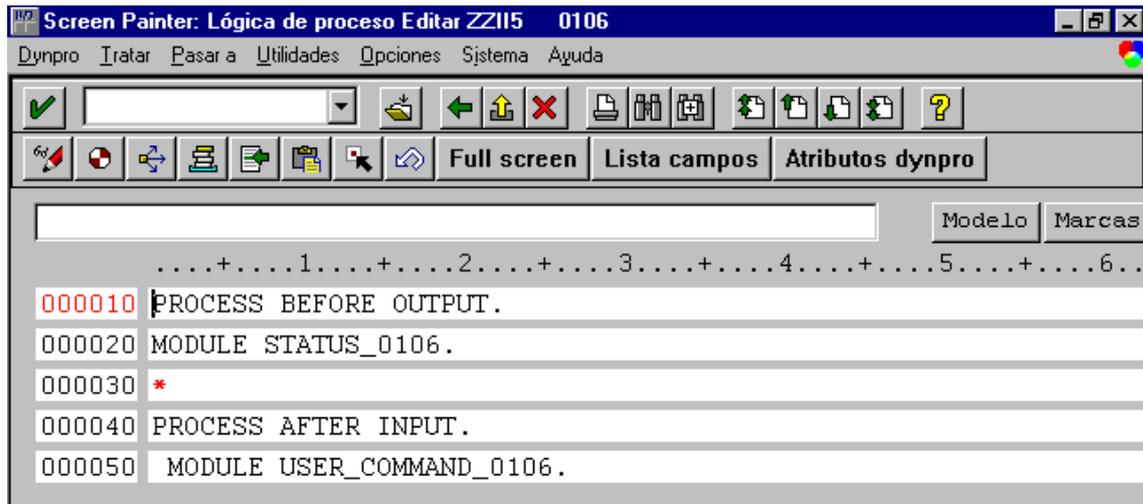 Screen Painter: Lógica de proceso Editar ZZII5 0106
Dynpro Tratar Pasar a Utilidades Opciones Sistema Ayuda
Full screen Lista campos Atributos dynpro
Modelo Marcas
....+....1....+....2....+....3....+....4....+....5....+....6..
000010 PROCESS BEFORE OUTPUT.
000020 MODULE STATUS_0106.
000030 *
000040 PROCESS AFTER INPUT.
000050 MODULE USER_COMMAND_0106.